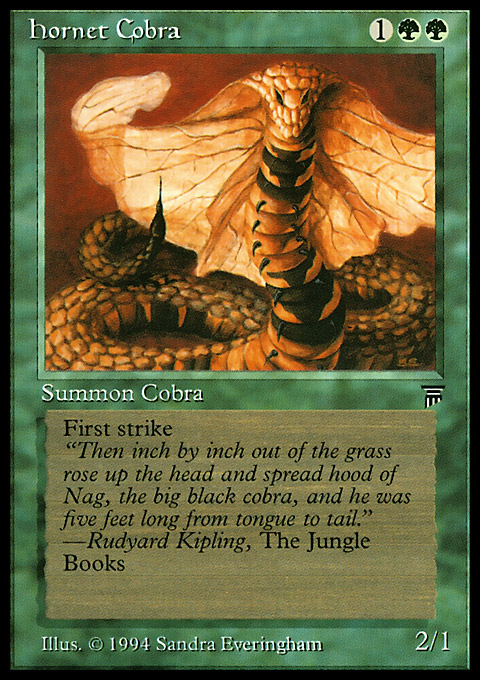 Hornet Cobra
1
Summon Cobra
First strike
“Then inch by inch out of the grass
rose up the head and spread hood of
Nag, the big black cobra, and he was
five feet long from tongue to tail.”
—Rudyard Kipling, The Jungle
Books
Illus. © 1994 Sandra Everingham
2/1